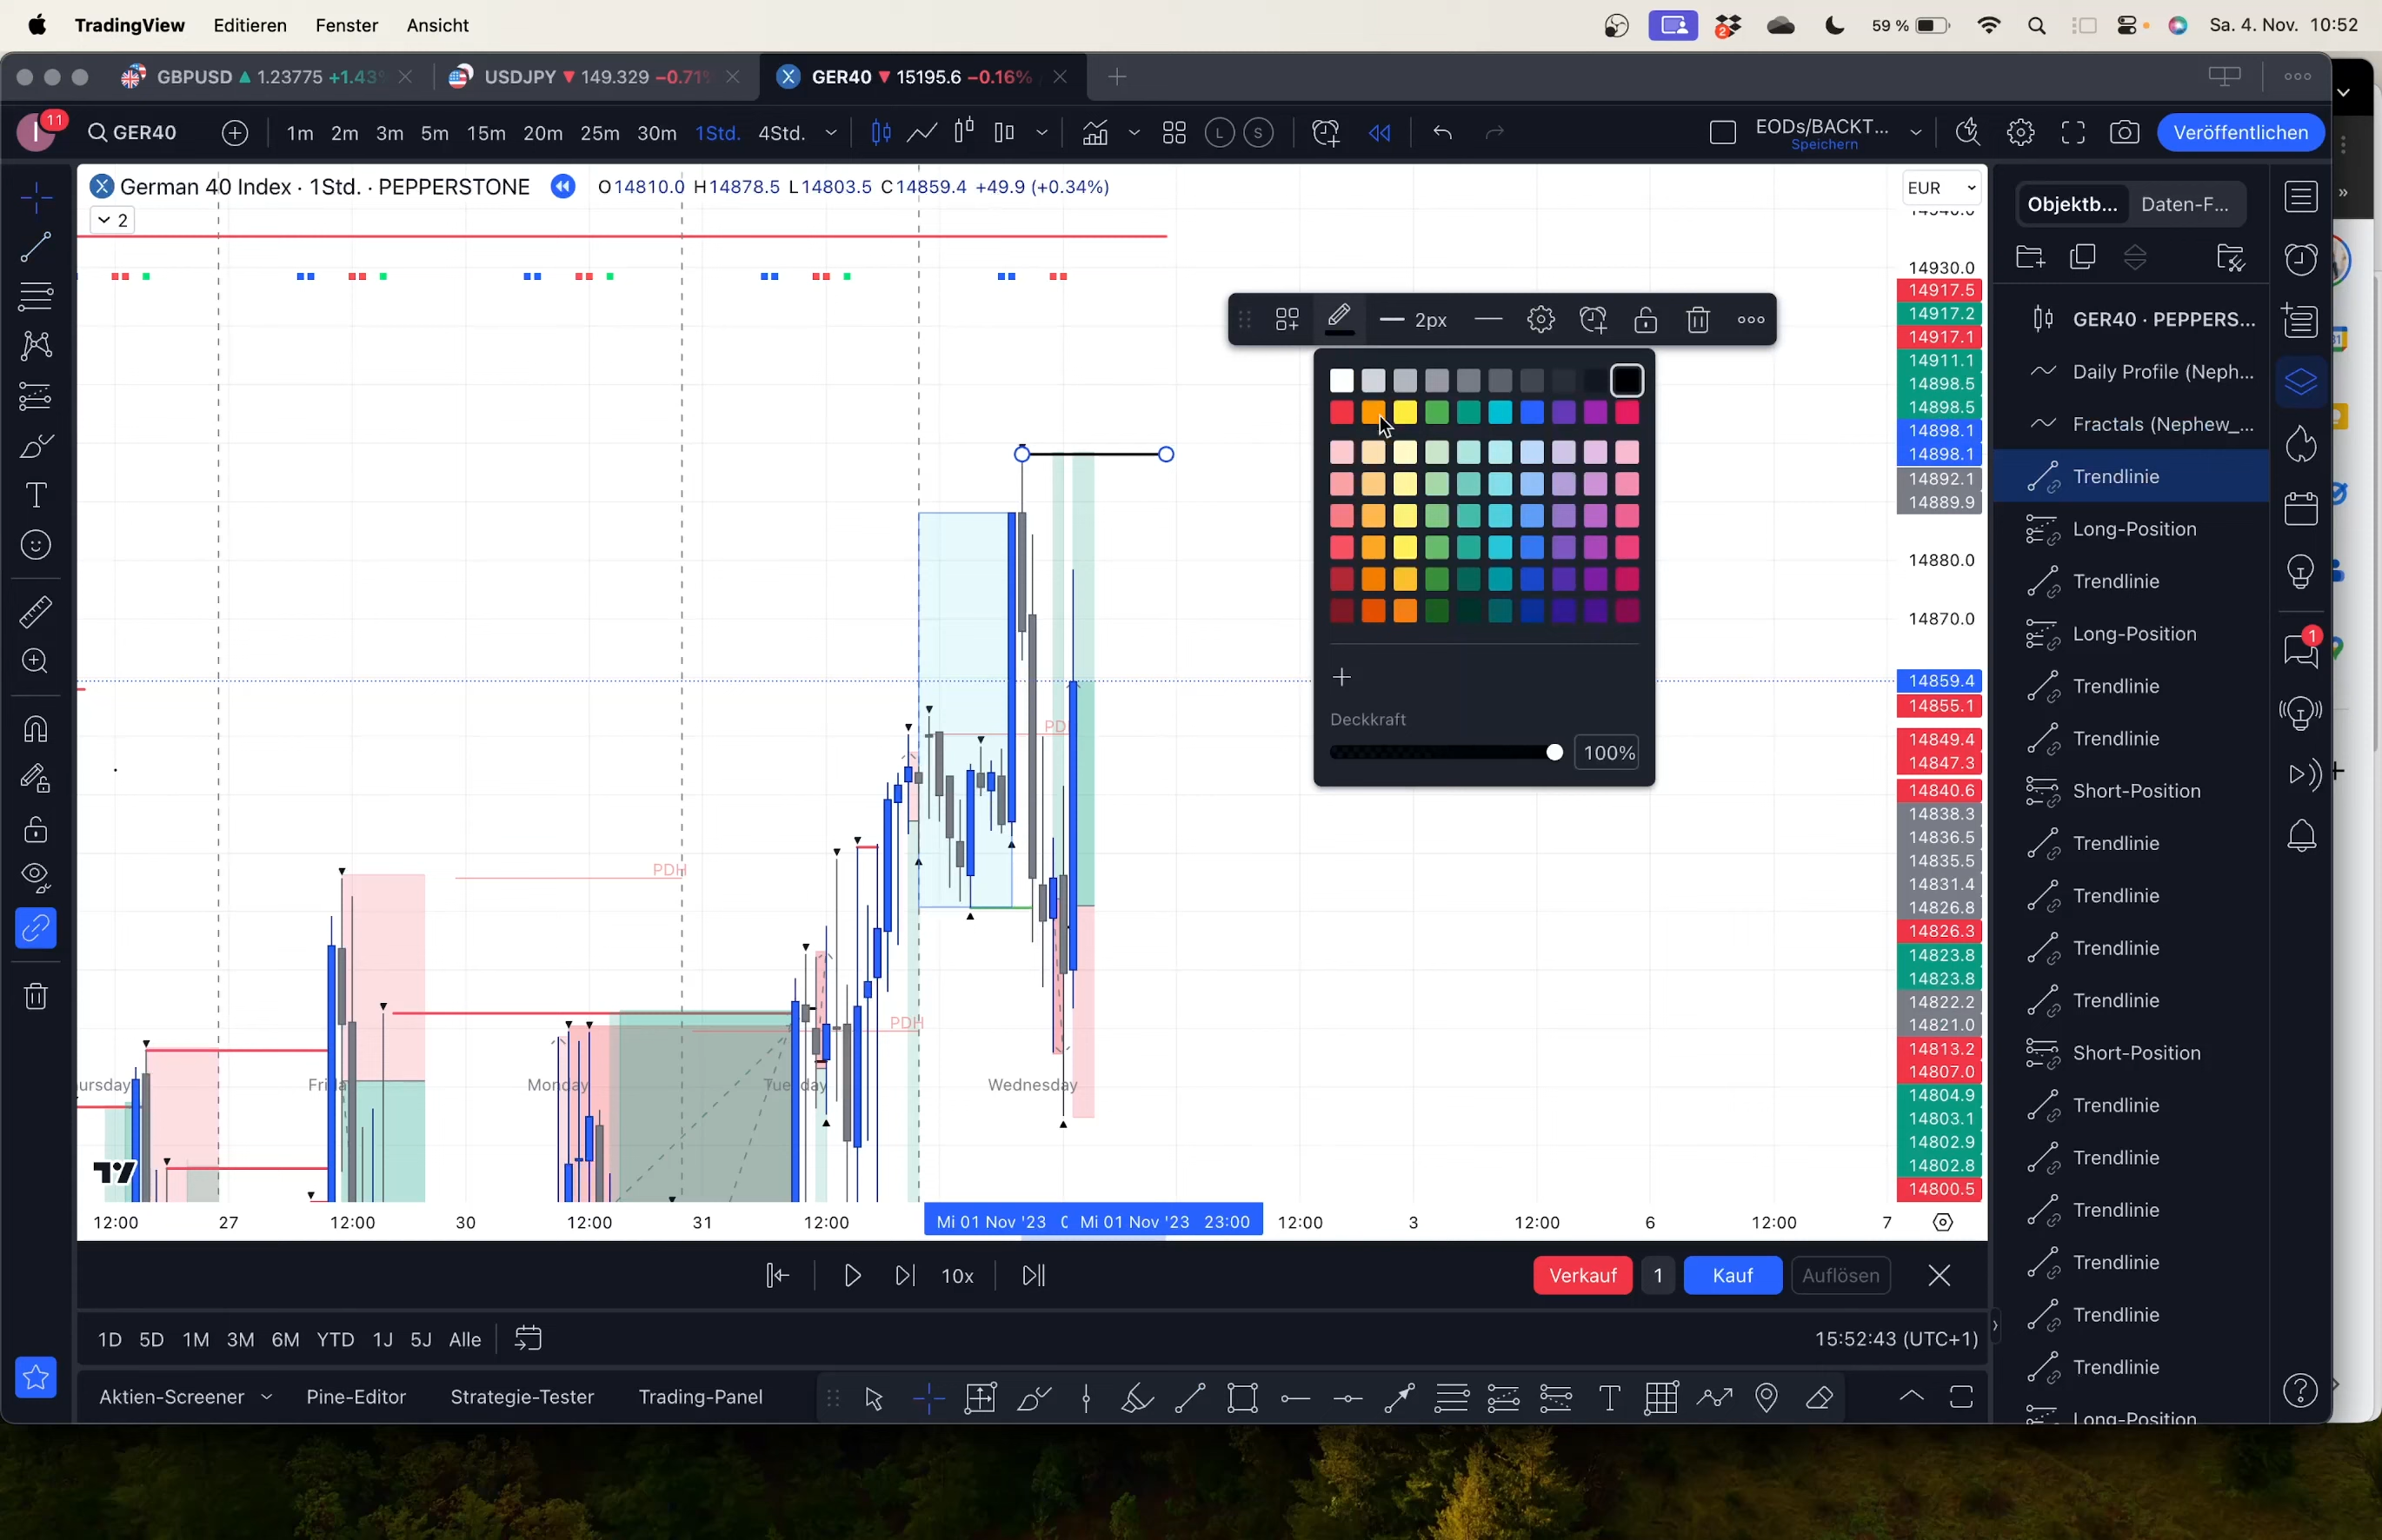 TradingView Editieren Fenster Ansicht
2
59 %
Sa. 4. Nov. 10:52
GBPUSD 1.23775 +1.43%
USDJPY 149.329 −0.71%
GER40 15195.6 −0.16%
11
I
GER40
1m 2m 3m 5m 15m 20m 25m 30m 1Std. 4Std.
L S
EODs/BACKT...
Speichern
Veröffentlichen
German 40 Index · 1Std. · PEPPERSTONE
O14810.0 H14878.5 L14803.5 C14859.4 +49.9 (+0.34%)
2
EUR
2px
Deckkraft
100%
PDH
PDH
Thursday
Monday
Tuesday
Wednesday
14940.0
14930.0
14917.5
14917.2
14917.1
14911.1
14898.5
14898.5
14898.1
14898.1
14892.1
14889.9
14880.0
14870.0
14859.4
14855.1
14849.4
14847.3
14840.6
14838.3
14836.5
14835.5
14831.4
14826.8
14826.3
14823.8
14823.8
14822.2
14821.0
14813.2
14807.0
14804.9
14803.1
14802.9
14802.8
14800.5
12:00 27 12:00 30 12:00 31 12:00
Mi 01 Nov '23
Mi 01 Nov '23 23:00
12:00 3 12:00 6 12:00 7
10x
Verkauf 1 Kauf Auflösen
1D 5D 1M 3M 6M YTD 1J 5J Alle
15:52:43 (UTC+1)
Aktien-Screener Pine-Editor Strategie-Tester Trading-Panel
Objektb... Daten-F...
GER40 · PEPPERS...
Daily Profile (Neph...
Fractals (Nephew_...
Trendlinie
Long-Position
Trendlinie
Long-Position
Trendlinie
Trendlinie
Short-Position
Trendlinie
Trendlinie
Trendlinie
Trendlinie
Short-Position
Trendlinie
Trendlinie
Trendlinie
Trendlinie
Trendlinie
Trendlinie
Long-Position
1